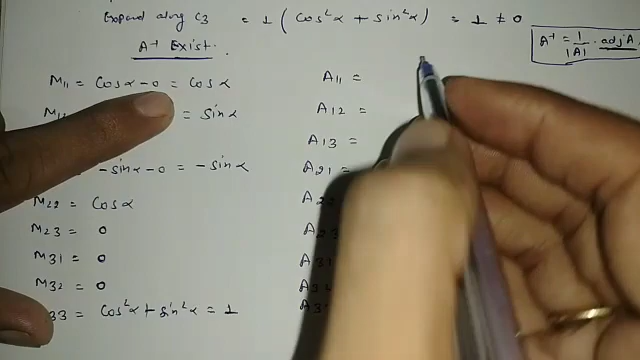 Expand along C3 = 1 ( Cos²α + sin²α ) = 1 ≠ 0
A⁻¹ Exist.
A⁻¹ = 1/|A| · adjA
M11 = Cosα - 0 = Cosα
A11 =
= sinα
A12 =
A13 =
- sinα - 0 = - sinα
A21 =
M22 = Cosα
M23 = 0
M31 = 0
M32 = 0
33 = Cos²α + sin²α = 1